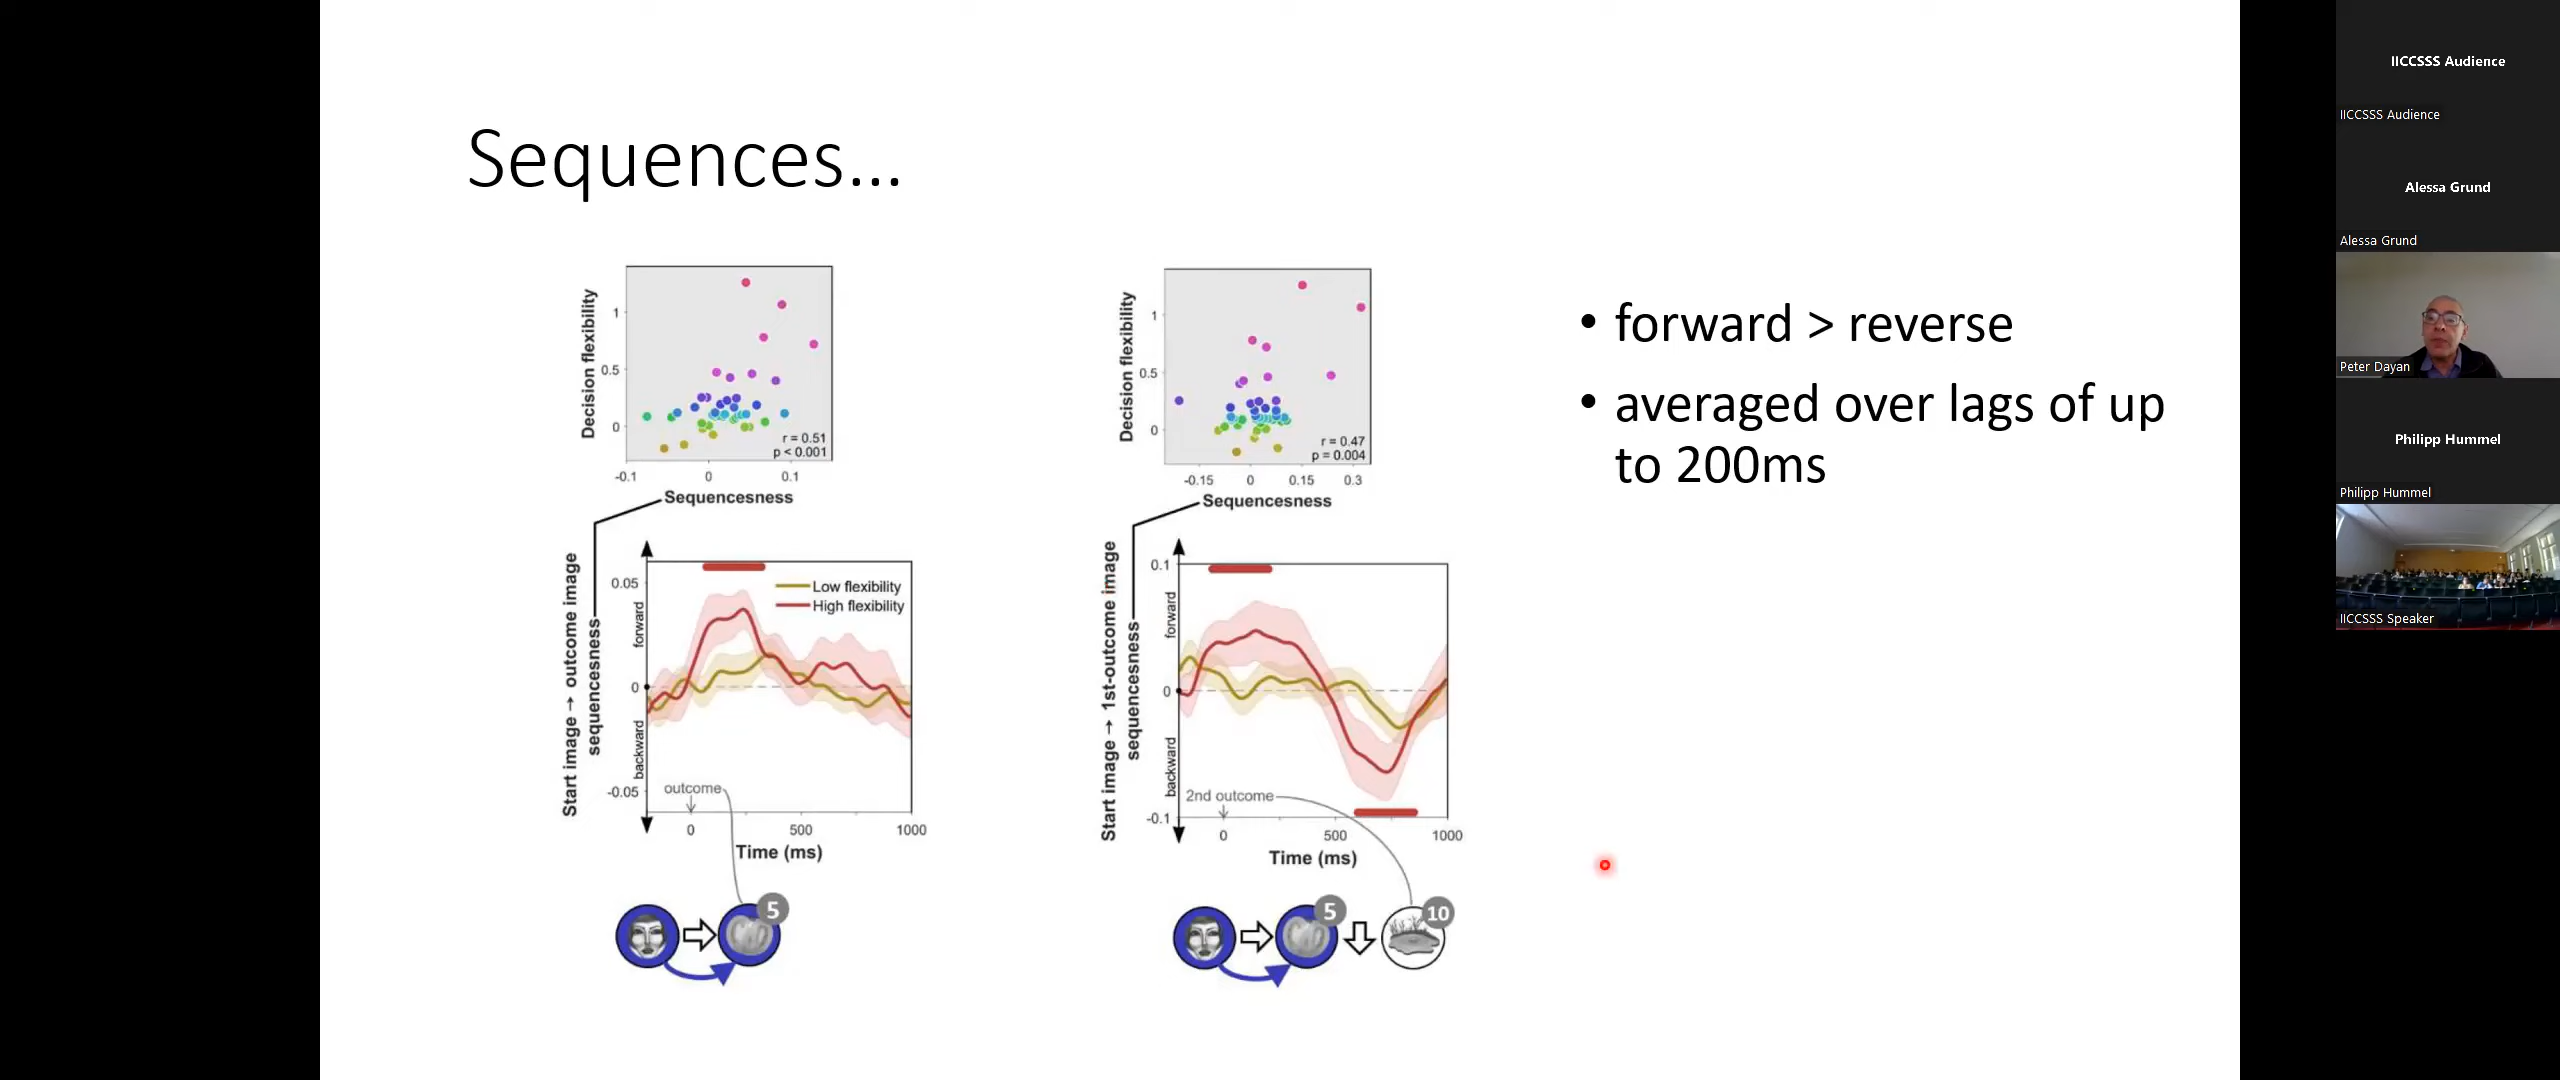 Sequences...
Decision flexibility
1
0.5
0
r = 0.51
p < 0.001
-0.1
0
0.1
Sequencesness
Start image → outcome image
sequencesness
forward
backward
0.05
0
-0.05
Low flexibility
High flexibility
outcome
0
500
1000
Time (ms)
5
Decision flexibility
1
0.5
0
r = 0.47
p = 0.004
-0.15
0
0.15
0.3
Sequencesness
Start image → 1st-outcome image
sequencesness
forward
backward
0.1
0
-0.1
2nd outcome
0
500
1000
Time (ms)
5
10
• forward > reverse
• averaged over lags of up
to 200ms
IICCSSS Audience
IICCSSS Audience
Alessa Grund
Alessa Grund
Peter Dayan
Philipp Hummel
Philipp Hummel
IICCSSS Speaker